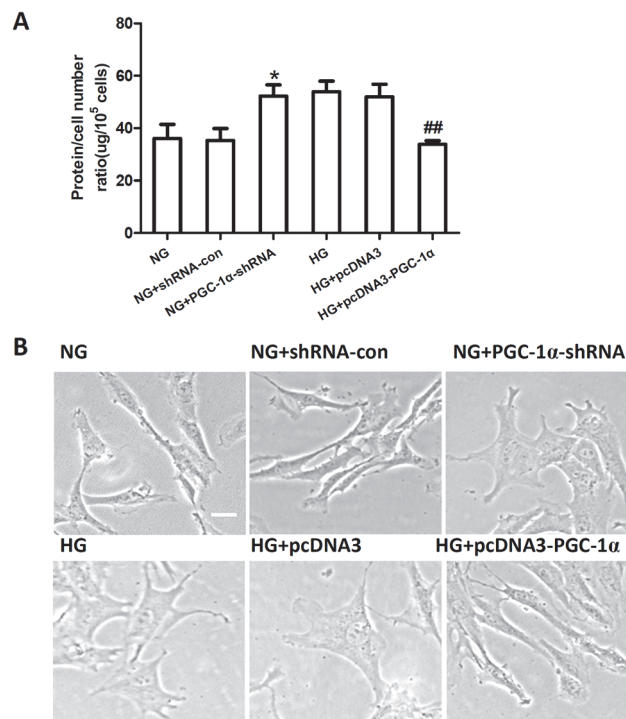 A
Protein/cell number
ratio(ug/10⁵ cells)
80
60
40
20
0
*
##
NG
NG+shRNA-con
NG+PGC-1α-shRNA
HG
HG+pcDNA3
HG+pcDNA3-PGC-1α
B
NG
NG+shRNA-con
NG+PGC-1α-shRNA
HG
HG+pcDNA3
HG+pcDNA3-PGC-1α